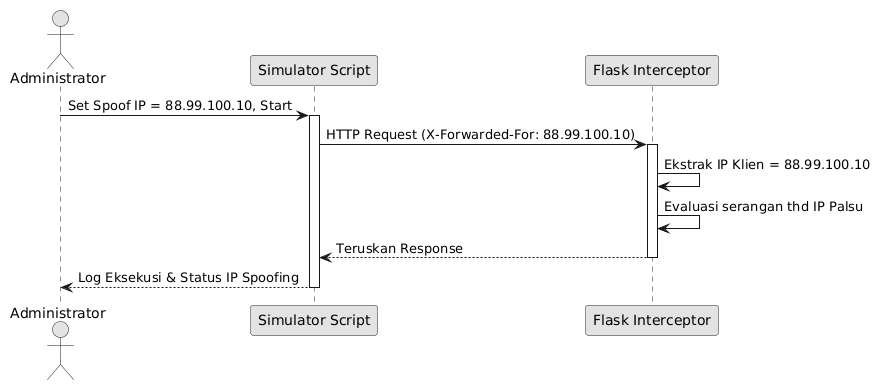 Administrator
Simulator Script
Flask Interceptor
Set Spoof IP = 88.99.100.10, Start
HTTP Request (X-Forwarded-For: 88.99.100.10)
Ekstrak IP Klien = 88.99.100.10
Evaluasi serangan thd IP Palsu
Teruskan Response
Log Eksekusi & Status IP Spoofing
Administrator
Simulator Script
Flask Interceptor